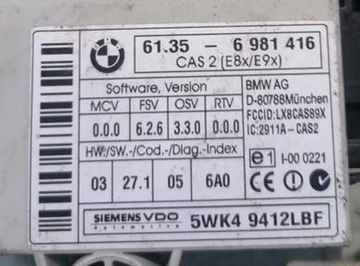 BMW
61.35 - 6 981 416
CAS 2 (E8x/E9x)
Software, Version
MCV FSV OSV RTV
0.0.0 6.2.6 3.3.0 0.0.0
HW./SW.-/Cod.-/Diag.-Index
03 27.1 05 6A0
BMW AG
D-80788München
FCCID:LX8CAS89X
IC:2911A-CAS2
e1 I-00 0221
SIEMENS VDO
Automotive
5WK4 9412LBF